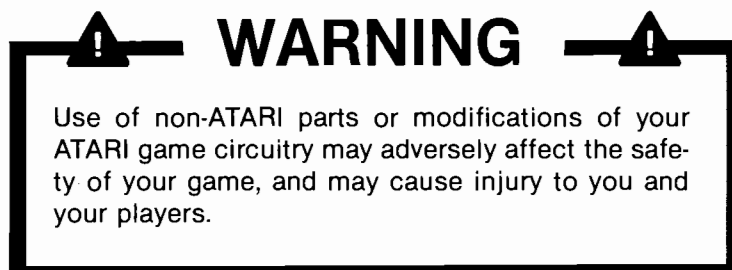 WARNING
Use of non-ATARI parts or modifications of your
ATARI game circuitry may adversely affect the safe-
ty of your game, and may cause injury to you and
your players.